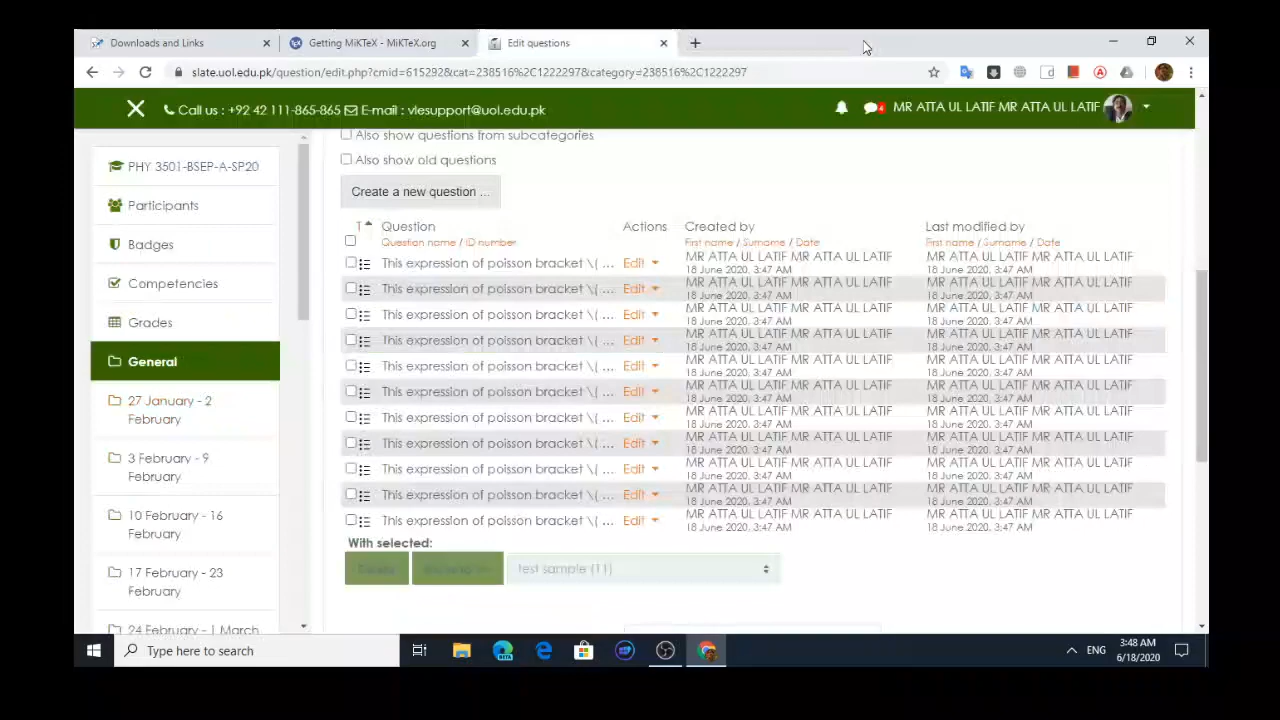 Downloads and Links
Getting MiKTeX - MiKTeX.org
Edit questions
slate.uol.edu.pk/question/edit.php?cmid=615292&cat=238516%2C1222297&category=238516%2C1222297
Call us : +92 42 111-865-865 E-mail : vlesupport@uol.edu.pk
MR ATTA UL LATIF MR ATTA UL LATIF
PHY 3501-BSEP-A-SP20
Participants
Badges
Competencies
Grades
General
27 January - 2
February
3 February - 9
February
10 February - 16
February
17 February - 23
February
24 February - 1 March
Also show questions from subcategories
Also show old questions
Create a new question ...
T Question Actions Created by Last modified by
Question name / ID number First name / Surname / Date First name / Surname / Date
This expression of poisson bracket \( ... Edit MR ATTA UL LATIF MR ATTA UL LATIF MR ATTA UL LATIF MR ATTA UL LATIF
18 June 2020, 3:47 AM 18 June 2020, 3:47 AM
This expression of poisson bracket \( ... Edit MR ATTA UL LATIF MR ATTA UL LATIF MR ATTA UL LATIF MR ATTA UL LATIF
18 June 2020, 3:47 AM 18 June 2020, 3:47 AM
This expression of poisson bracket \( ... Edit MR ATTA UL LATIF MR ATTA UL LATIF MR ATTA UL LATIF MR ATTA UL LATIF
18 June 2020, 3:47 AM 18 June 2020, 3:47 AM
This expression of poisson bracket \( ... Edit MR ATTA UL LATIF MR ATTA UL LATIF MR ATTA UL LATIF MR ATTA UL LATIF
18 June 2020, 3:47 AM 18 June 2020, 3:47 AM
This expression of poisson bracket \( ... Edit MR ATTA UL LATIF MR ATTA UL LATIF MR ATTA UL LATIF MR ATTA UL LATIF
18 June 2020, 3:47 AM 18 June 2020, 3:47 AM
This expression of poisson bracket \( ... Edit MR ATTA UL LATIF MR ATTA UL LATIF MR ATTA UL LATIF MR ATTA UL LATIF
18 June 2020, 3:47 AM 18 June 2020, 3:47 AM
This expression of poisson bracket \( ... Edit MR ATTA UL LATIF MR ATTA UL LATIF MR ATTA UL LATIF MR ATTA UL LATIF
18 June 2020, 3:47 AM 18 June 2020, 3:47 AM
This expression of poisson bracket \( ... Edit MR ATTA UL LATIF MR ATTA UL LATIF MR ATTA UL LATIF MR ATTA UL LATIF
18 June 2020, 3:47 AM 18 June 2020, 3:47 AM
This expression of poisson bracket \( ... Edit MR ATTA UL LATIF MR ATTA UL LATIF MR ATTA UL LATIF MR ATTA UL LATIF
18 June 2020, 3:47 AM 18 June 2020, 3:47 AM
This expression of poisson bracket \( ... Edit MR ATTA UL LATIF MR ATTA UL LATIF MR ATTA UL LATIF MR ATTA UL LATIF
18 June 2020, 3:47 AM 18 June 2020, 3:47 AM
This expression of poisson bracket \( ... Edit MR ATTA UL LATIF MR ATTA UL LATIF MR ATTA UL LATIF MR ATTA UL LATIF
18 June 2020, 3:47 AM 18 June 2020, 3:47 AM
With selected:
test sample (11)
Type here to search
ENG
3:48 AM
6/18/2020